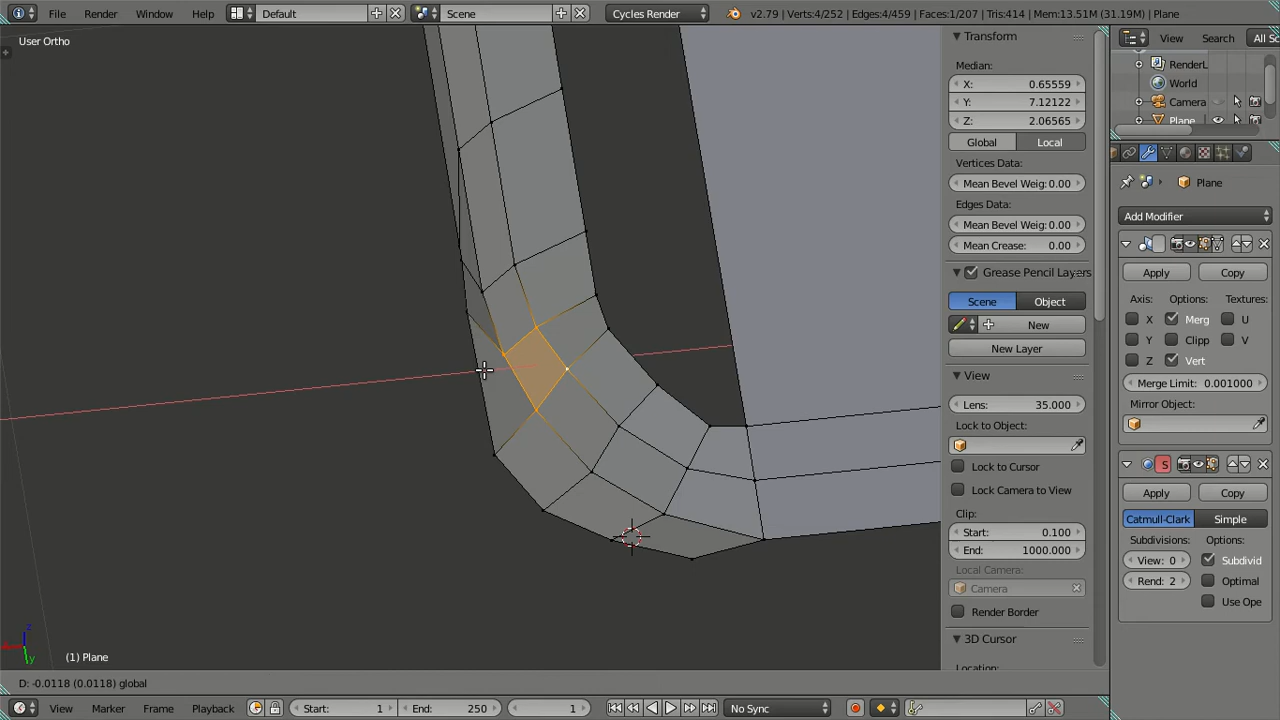 File Render Window Help Default Scene Cycles Render v2.79 | Verts:4/252 | Edges:4/459 | Faces:1/207 | Tris:414 | Mem:13.51M (31.19M) | Plane
User Ortho
Transform
View Search All Sc
Median:
RenderL
X: 0.65559
World
Y: 7.12122
Camera
Z: 2.06565
Plane
Global Local
Vertices Data:
Mean Bevel Weig: 0.00
Plane
Edges Data:
Mean Bevel Weig: 0.00
Add Modifier
Mean Crease: 0.00
Grease Pencil Layers
Apply Copy
Scene Object
Axis: Options: Textures:
New
X Merg U
New Layer
Y Clipp V
View
Z Vert
Lens: 35.000
Merge Limit: 0.001000
Lock to Object:
Mirror Object:
Lock to Cursor
S
Lock Camera to View
Apply Copy
Clip:
Catmull-Clark Simple
Start: 0.100
End: 1000.000
Subdivisions: Options:
Local Camera:
View: 0 Subdivid
Camera
Rend: 2 Optimal
Render Border
Use Ope
3D Cursor
Location:
(1) Plane
D: -0.0118 (0.0118) global
View Marker Frame Playback Start: 1 End: 250 1 No Sync